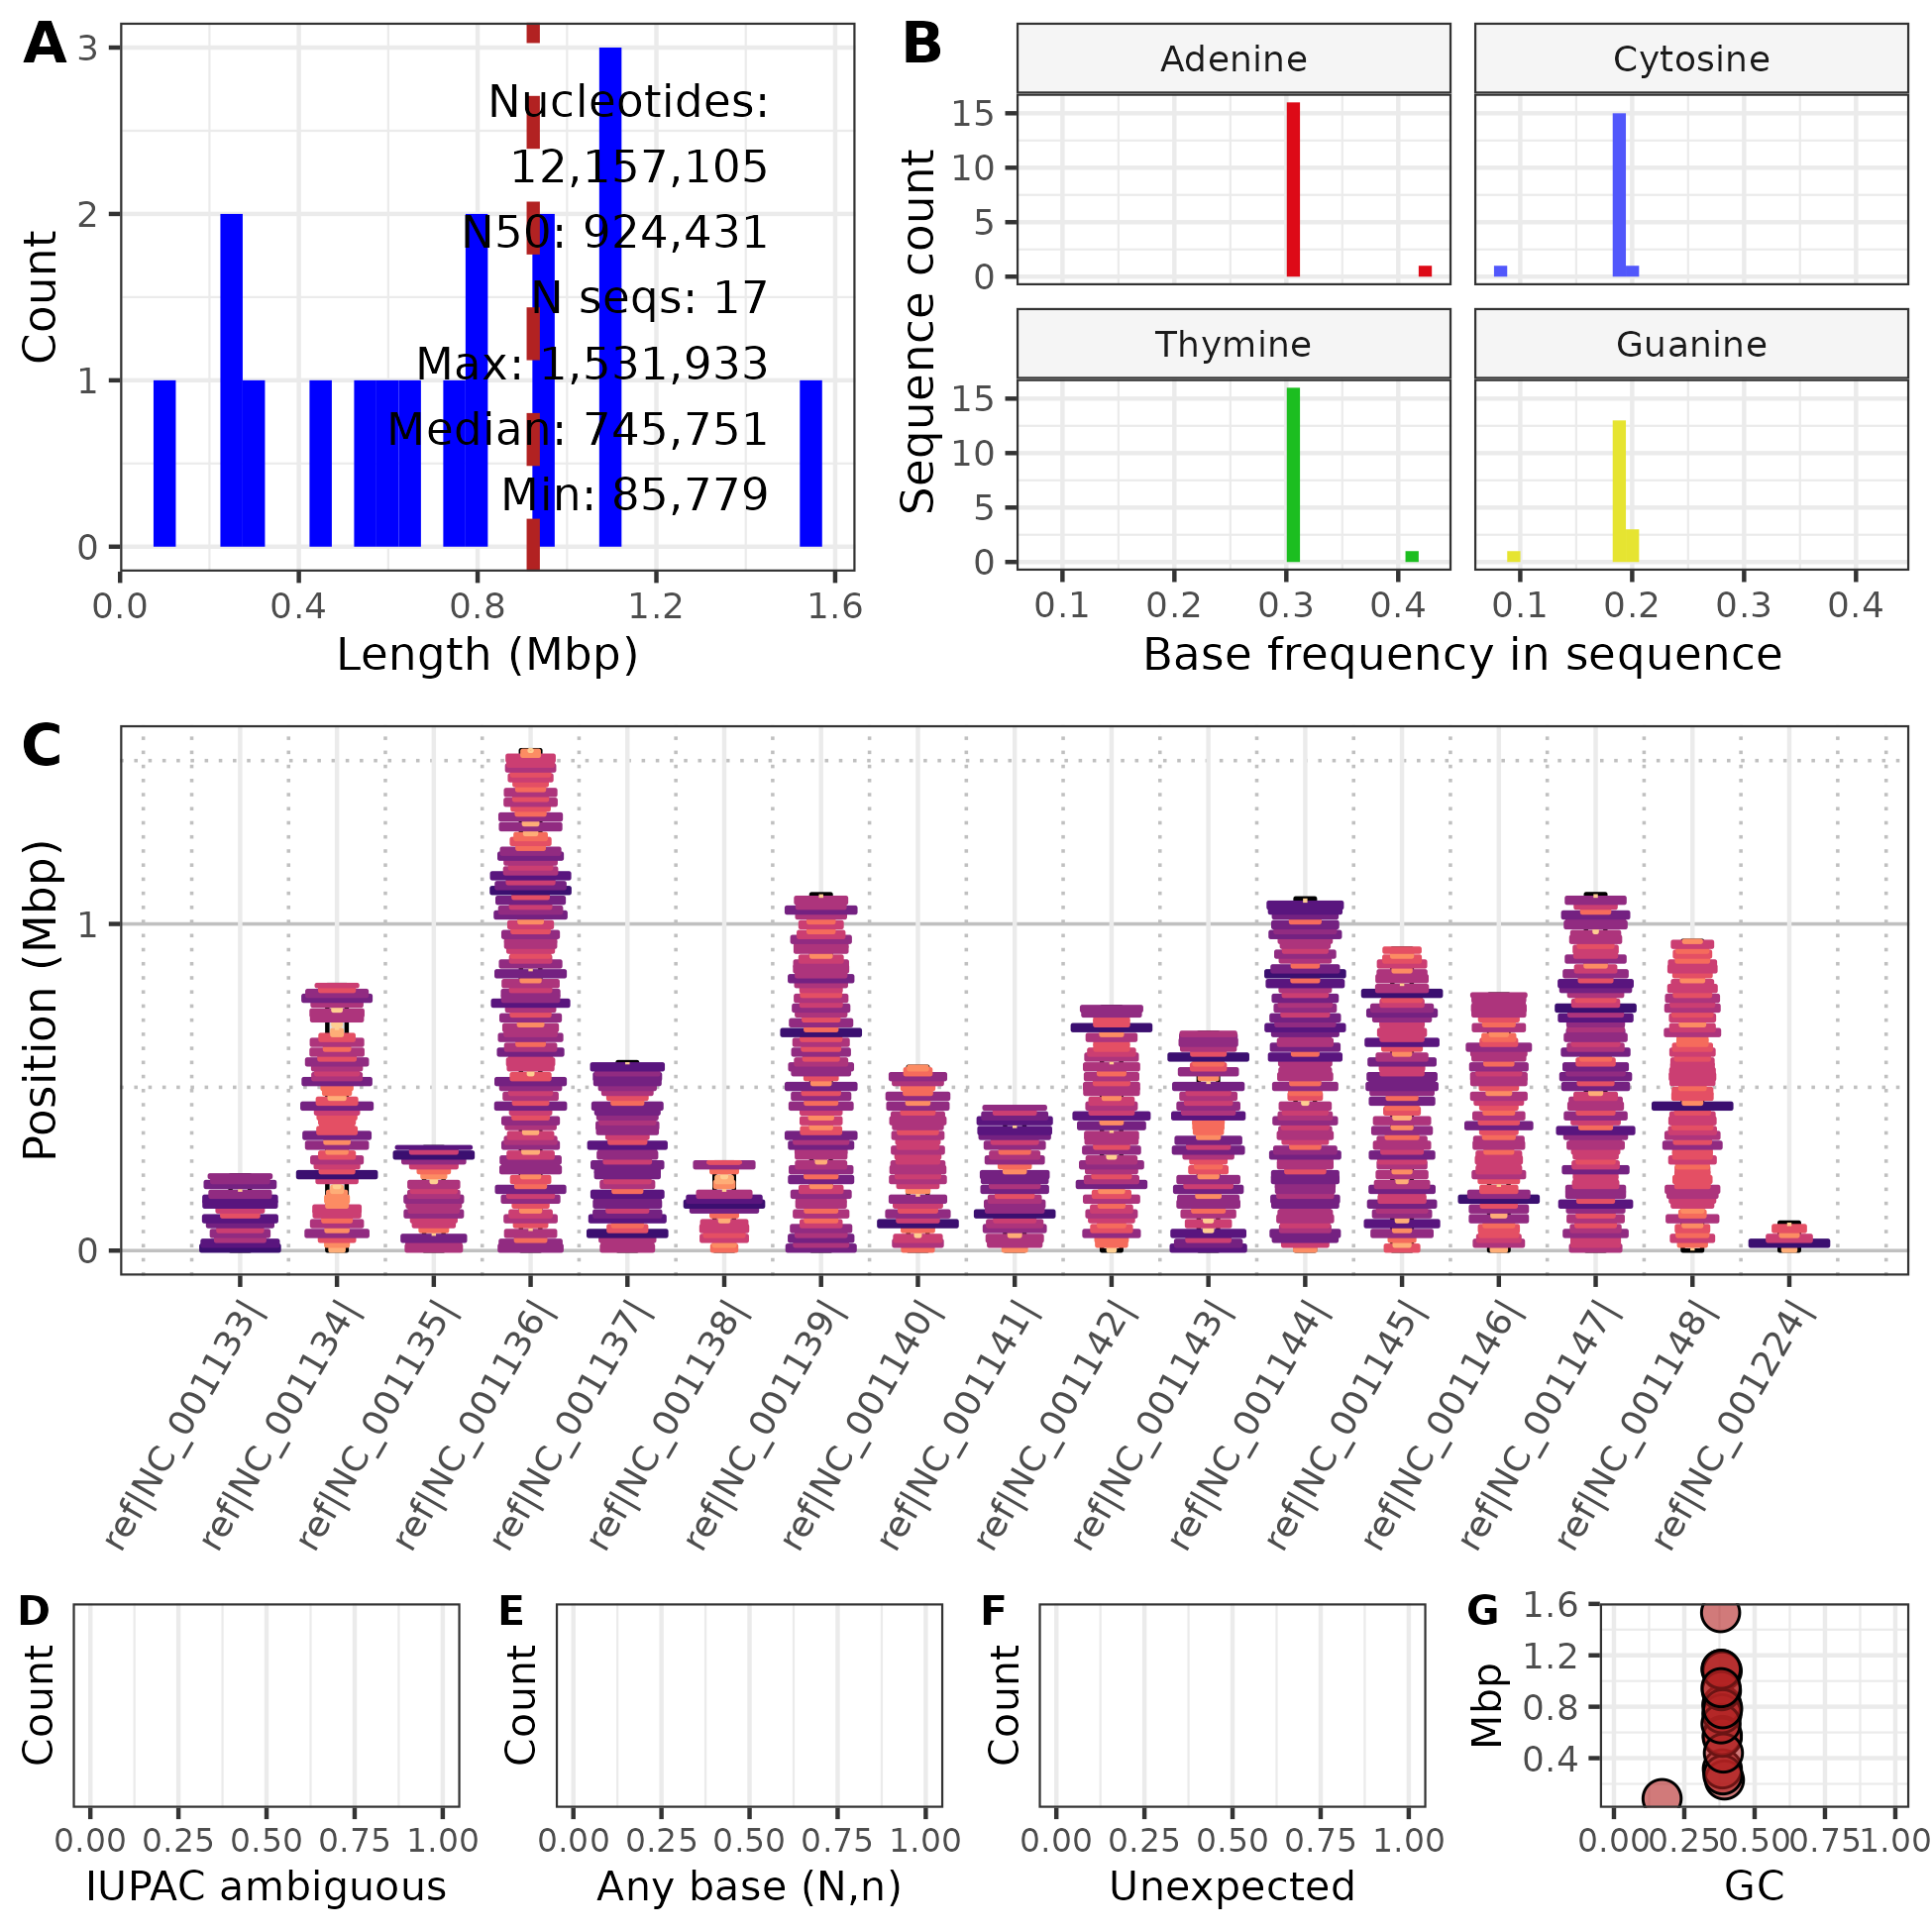 A
3
2
1
0
Count
Nucleotides:
12,157,105
N50: 924,431
N seqs: 17
Max: 1,531,933
Median: 745,751
Min: 85,779
0.0 0.4 0.8 1.2 1.6
Length (Mbp)
B
Adenine Cytosine
15
10
5
0
Sequence count
Thymine Guanine
15
10
5
0
0.1 0.2 0.3 0.4 0.1 0.2 0.3 0.4
Base frequency in sequence
C
1
0
Position (Mbp)
ref|NC_001133|
ref|NC_001134|
ref|NC_001135|
ref|NC_001136|
ref|NC_001137|
ref|NC_001138|
ref|NC_001139|
ref|NC_001140|
ref|NC_001141|
ref|NC_001142|
ref|NC_001143|
ref|NC_001144|
ref|NC_001145|
ref|NC_001146|
ref|NC_001147|
ref|NC_001148|
ref|NC_001224|
D
Count
0.00 0.25 0.50 0.75 1.00
IUPAC ambiguous
E
Count
0.00 0.25 0.50 0.75 1.00
Any base (N,n)
F
Count
0.00 0.25 0.50 0.75 1.00
Unexpected
G
1.6
1.2
0.8
0.4
Mbp
0.00 0.25 0.50 0.75 1.00
GC